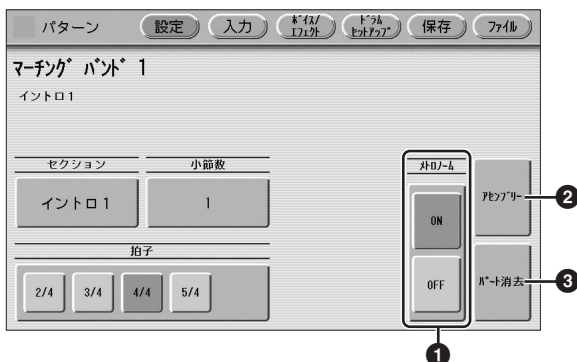 パターン
設定
入力
ﾎﾞｲｽ/
ｴﾌｪｸﾄ
ﾄﾞﾗﾑ
ｾｯﾄｱｯﾌﾟ
保存
ﾌｧｲﾙ
ﾏｰﾁﾝｸﾞ ﾊﾞﾝﾄﾞ 1
イントロ1
セクション
小節数
イントロ1
1
拍子
2/4
3/4
4/4
5/4
ﾒﾄﾛﾉｰﾑ
ON
OFF
ｱｾﾝﾌﾞﾘｰ
ﾊﾟｰﾄ消去
❷
❸
❶